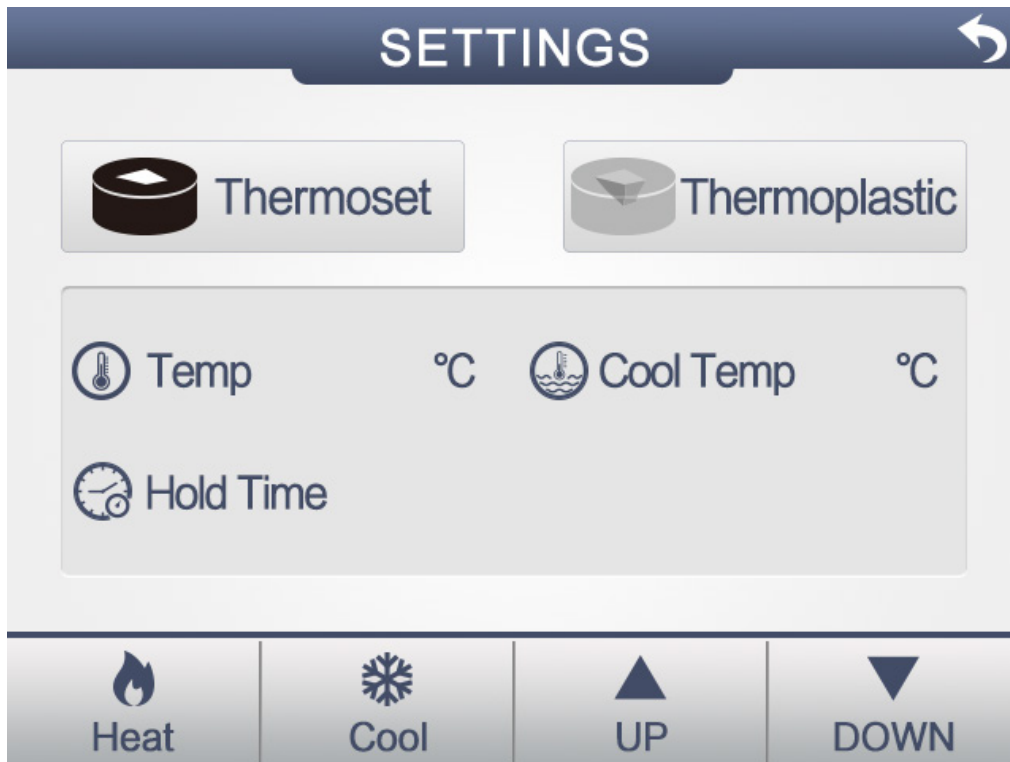 SETTINGS
Thermoset
Thermoplastic
Temp °C
Cool Temp °C
Hold Time
Heat
Cool
UP
DOWN